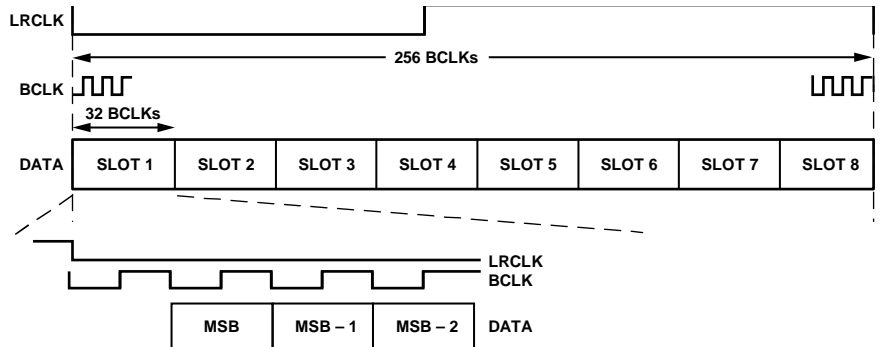 LRCLK
256 BCLKs
BCLK
32 BCLKs
DATA SLOT 1 SLOT 2 SLOT 3 SLOT 4 SLOT 5 SLOT 6 SLOT 7 SLOT 8
LRCLK
BCLK
MSB MSB – 1 MSB – 2 DATA